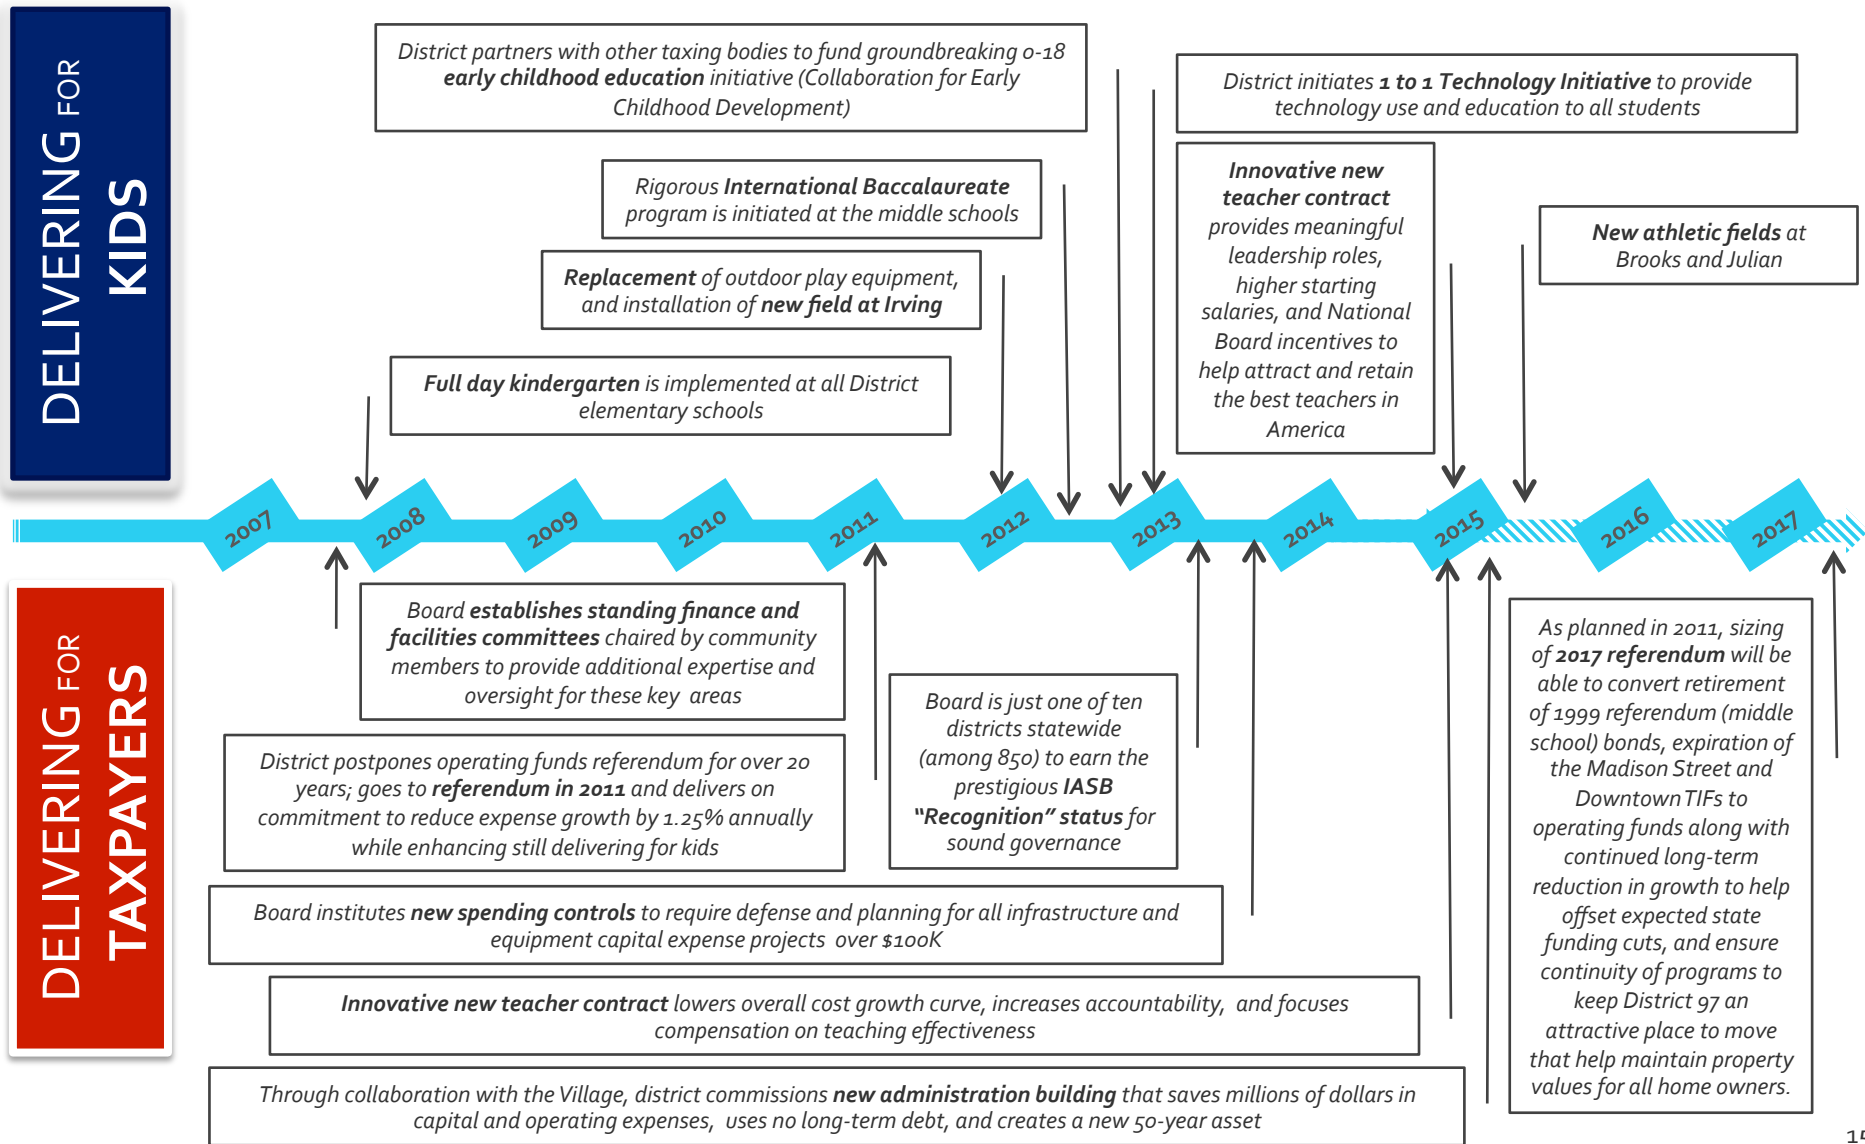 DELIVERING FOR
KIDS
District partners with other taxing bodies to fund groundbreaking 0-18
early childhood education initiative (Collaboration for Early
Childhood Development)
District initiates 1 to 1 Technology Initiative to provide
technology use and education to all students
Rigorous International Baccalaureate
program is initiated at the middle schools
Innovative new
teacher contract
provides meaningful
leadership roles,
higher starting
salaries, and National
Board incentives to
help attract and retain
the best teachers in
America
New athletic fields at
Brooks and Julian
Replacement of outdoor play equipment,
and installation of new field at Irving
Full day kindergarten is implemented at all District
elementary schools
2007
2008
2009
2010
2011
2012
2013
2014
2015
2016
2017
DELIVERING FOR
TAXPAYERS
Board establishes standing finance and
facilities committees chaired by community
members to provide additional expertise and
oversight for these key areas
District postpones operating funds referendum for over 20
years; goes to referendum in 2011 and delivers on
commitment to reduce expense growth by 1.25% annually
while enhancing still delivering for kids
Board is just one of ten
districts statewide
(among 850) to earn the
prestigious IASB
“Recognition” status for
sound governance
Board institutes new spending controls to require defense and planning for all infrastructure and
equipment capital expense projects over $100K
Innovative new teacher contract lowers overall cost growth curve, increases accountability, and focuses
compensation on teaching effectiveness
Through collaboration with the Village, district commissions new administration building that saves millions of dollars in
capital and operating expenses, uses no long-term debt, and creates a new 50-year asset
As planned in 2011, sizing
of 2017 referendum will be
able to convert retirement
of 1999 referendum (middle
school) bonds, expiration of
the Madison Street and
Downtown TIFs to
operating funds along with
continued long-term
reduction in growth to help
offset expected state
funding cuts, and ensure
continuity of programs to
keep District 97 an
attractive place to move
that help maintain property
values for all home owners.